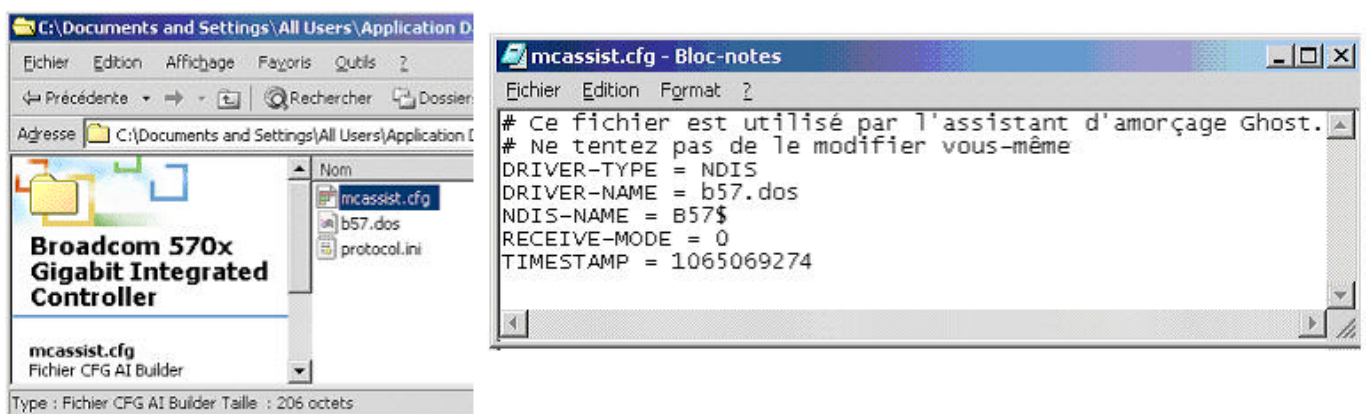 C:\Documents and Settings\All Users\Application D
Fichier Edition Affichage Favoris Outils ?
Précédente Rechercher Dossiers
Adresse C:\Documents and Settings\All Users\Application D
Nom
mcassist.cfg
b57.dos
protocol.ini
Broadcom 570x
Gigabit Integrated
Controller
mcassist.cfg
Fichier CFG AI Builder
Type : Fichier CFG AI Builder Taille : 206 octets
mcassist.cfg - Bloc-notes
Fichier Edition Format ?
# Ce fichier est utilisé par l'assistant d'amorçage Ghost.
# Ne tentez pas de le modifier vous-même
DRIVER-TYPE = NDIS
DRIVER-NAME = b57.dos
NDIS-NAME = B57$
RECEIVE-MODE = 0
TIMESTAMP = 1065069274